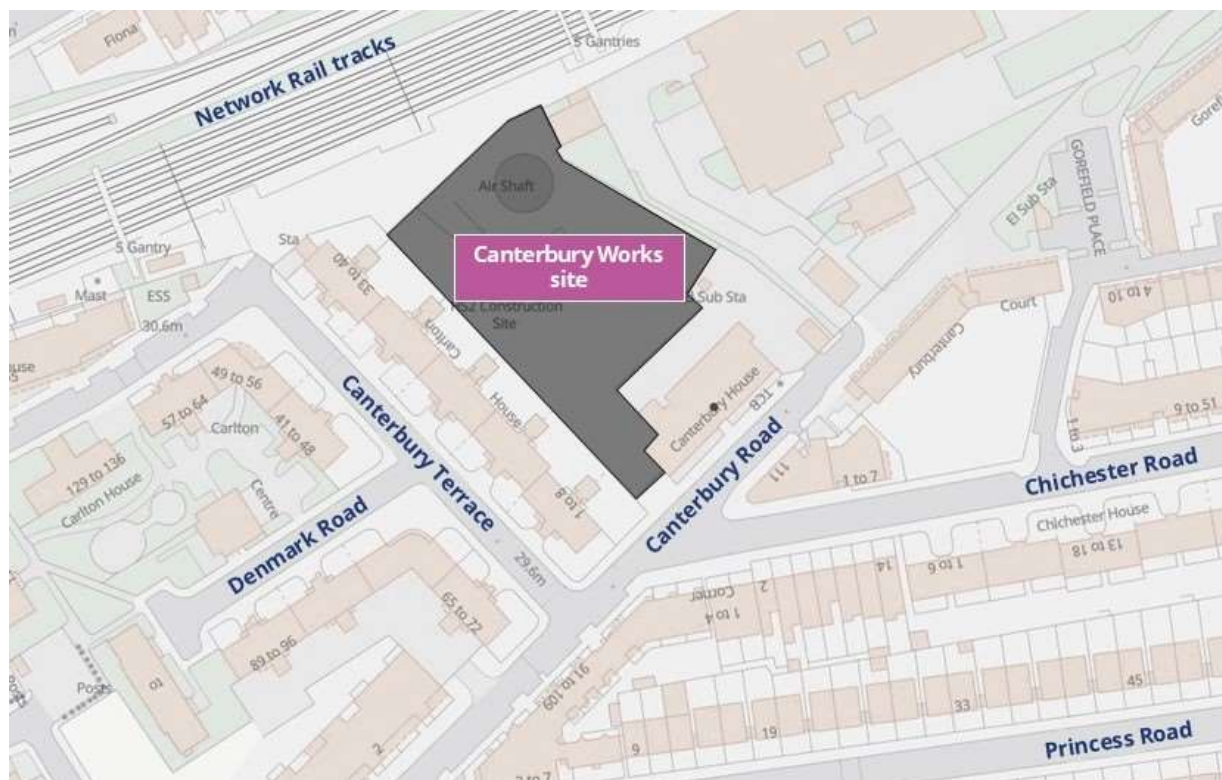 Fiona
Network Rail tracks
S Gantries
Air Shaft
Canterbury Works
site
HS2 Construction
Site
El Sub Sta
GOREFIELD PLACE
El Sub Sta
Sta
33 to 40
S Gantry
Mast
ESS
30.6m
Carlton
House
Canterbury
Court
4 to 10
49 to 56
57 to 64
41 to 48
Carlton
Centre
129 to 136
Carlton House
Canterbury Terrace
Canterbury House
TCB
Canterbury Road
111
1 to 7
1 to 3
9 to 51
Chichester Road
Chichester House
1 to 8
Denmark Road
29.6m
65 to 72
89 to 96
14
1 to 6
13 to 18
2
Corner
1 to 4
to
Posts
91 to 109
9
19
33
45
Princess Road